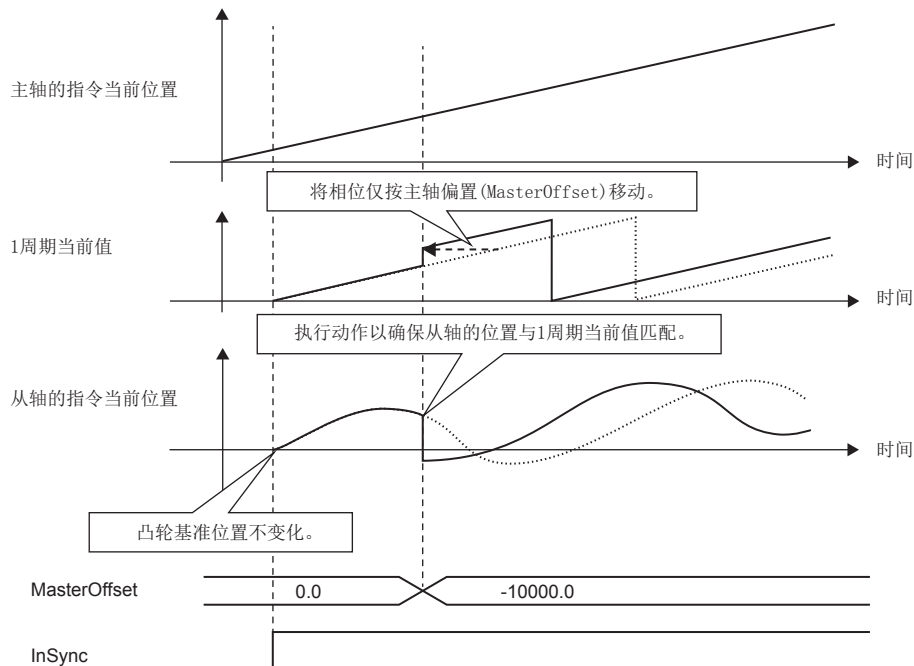 主轴的指令当前位置
时间
将相位仅按主轴偏置(MasterOffset)移动。
1周期当前值
时间
执行动作以确保从轴的位置与1周期当前值匹配。
从轴的指令当前位置
时间
凸轮基准位置不变化。
MasterOffset
0.0
-10000.0
InSync